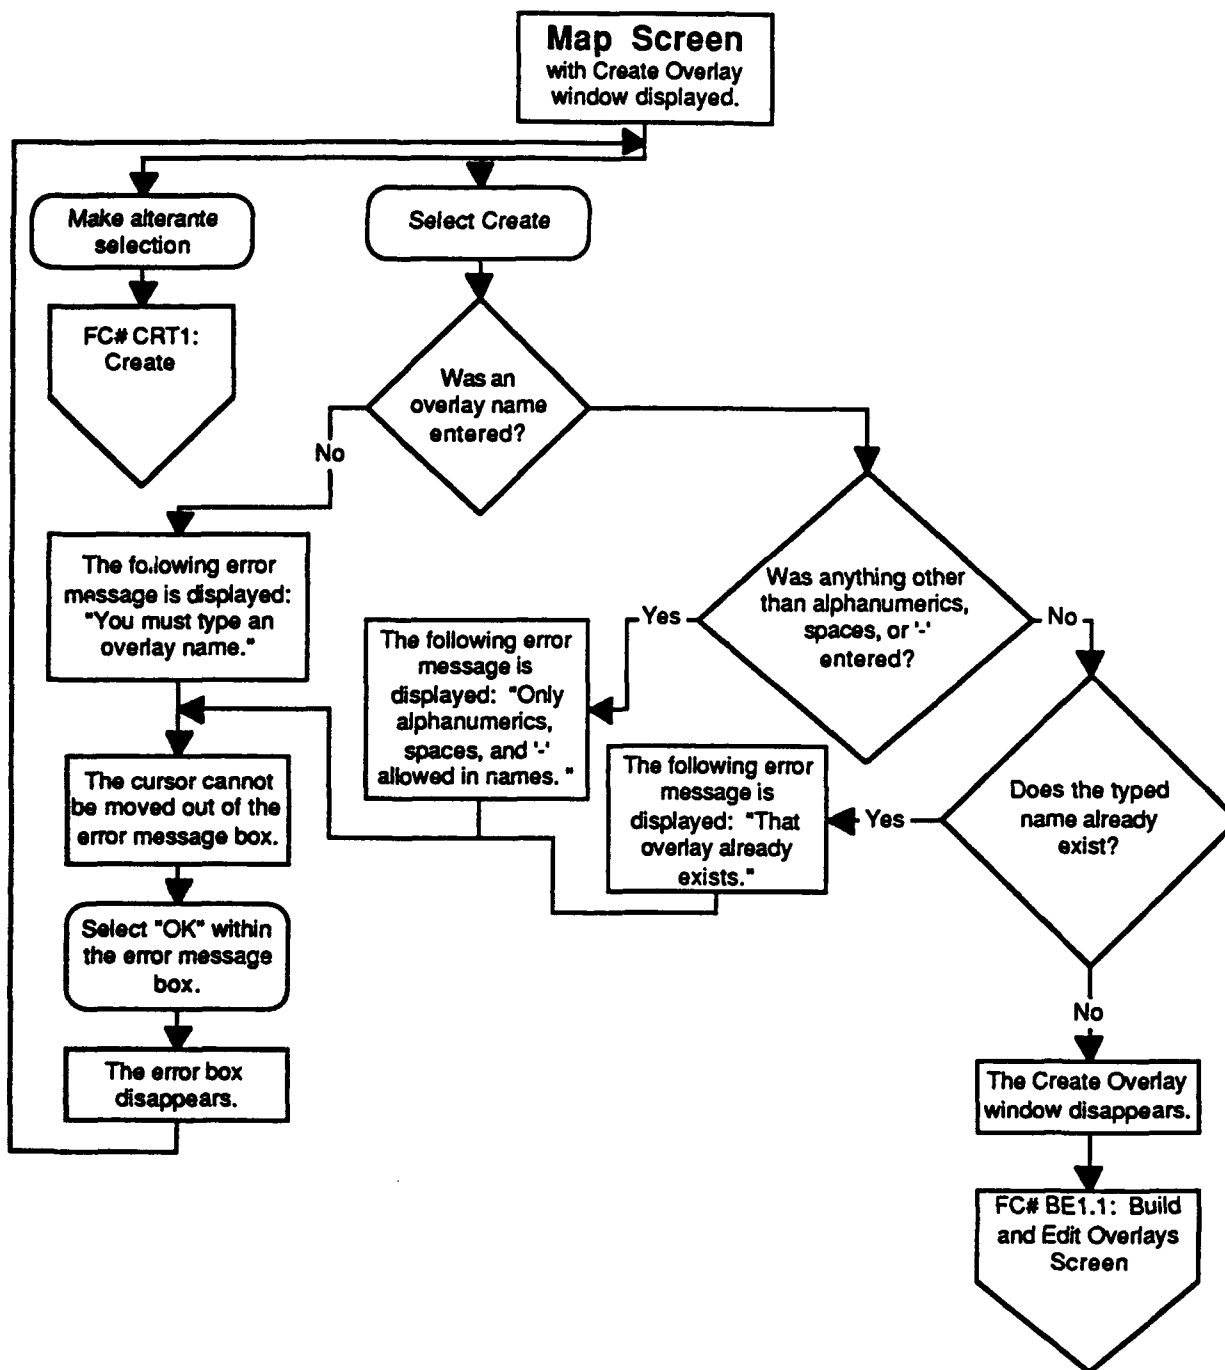 Map Screen
with Create Overlay
window displayed.
Make alterante
selection
Select Create
FC# CRT1:
Create
Was an
overlay name
entered?
No
The following error
message is displayed:
"You must type an
overlay name."
Was anything other
than alphanumerics,
spaces, or '-'
entered?
Yes
No
The following error
message is
displayed: "Only
alphanumerics,
spaces, and '-'
allowed in names. "
The following error
message is
displayed: "That
overlay already
exists."
Yes
Does the typed
name already
exist?
The cursor cannot
be moved out of the
error message box.
Select "OK" within
the error message
box.
The error box
disappears.
No
The Create Overlay
window disappears.
FC# BE1.1: Build
and Edit Overlays
Screen